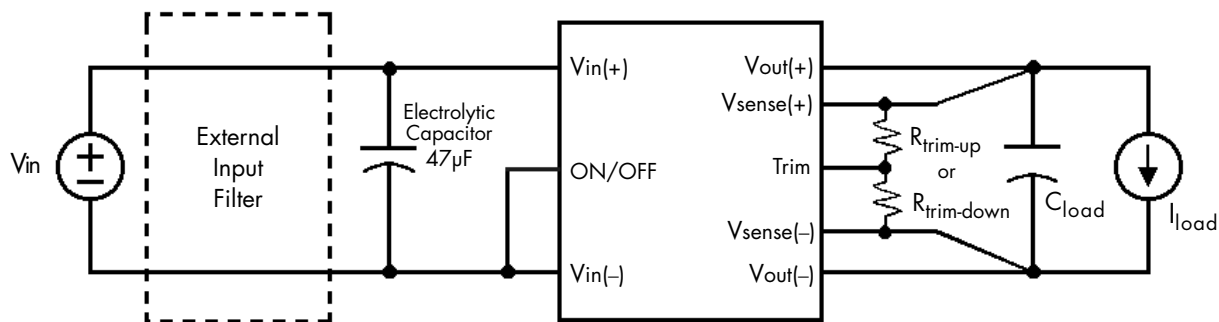 Vin
External
Input
Filter
Electrolytic
Capacitor
47µF
Vin(+)
ON/OFF
Vin(–)
Vout(+)
Vsense(+)
Trim
Vsense(–)
Vout(–)
Rtrim-up
or
Rtrim-down
Cload
Iload